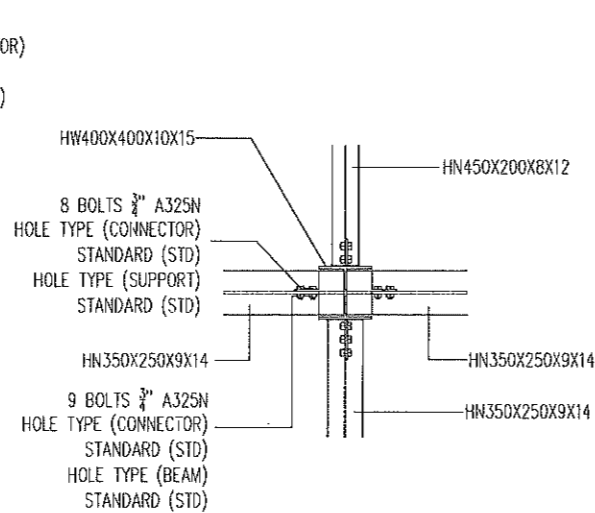 OR)
)
HW400X400X10X15
HN450X200X8X12
8 BOLTS ¾" A325N
HOLE TYPE (CONNECTOR)
STANDARD (STD)
HOLE TYPE (SUPPORT)
STANDARD (STD)
HN350X250X9X14
HN350X250X9X14
9 BOLTS ¾" A325N
HOLE TYPE (CONNECTOR)
STANDARD (STD)
HOLE TYPE (BEAM)
STANDARD (STD)
HN350X250X9X14